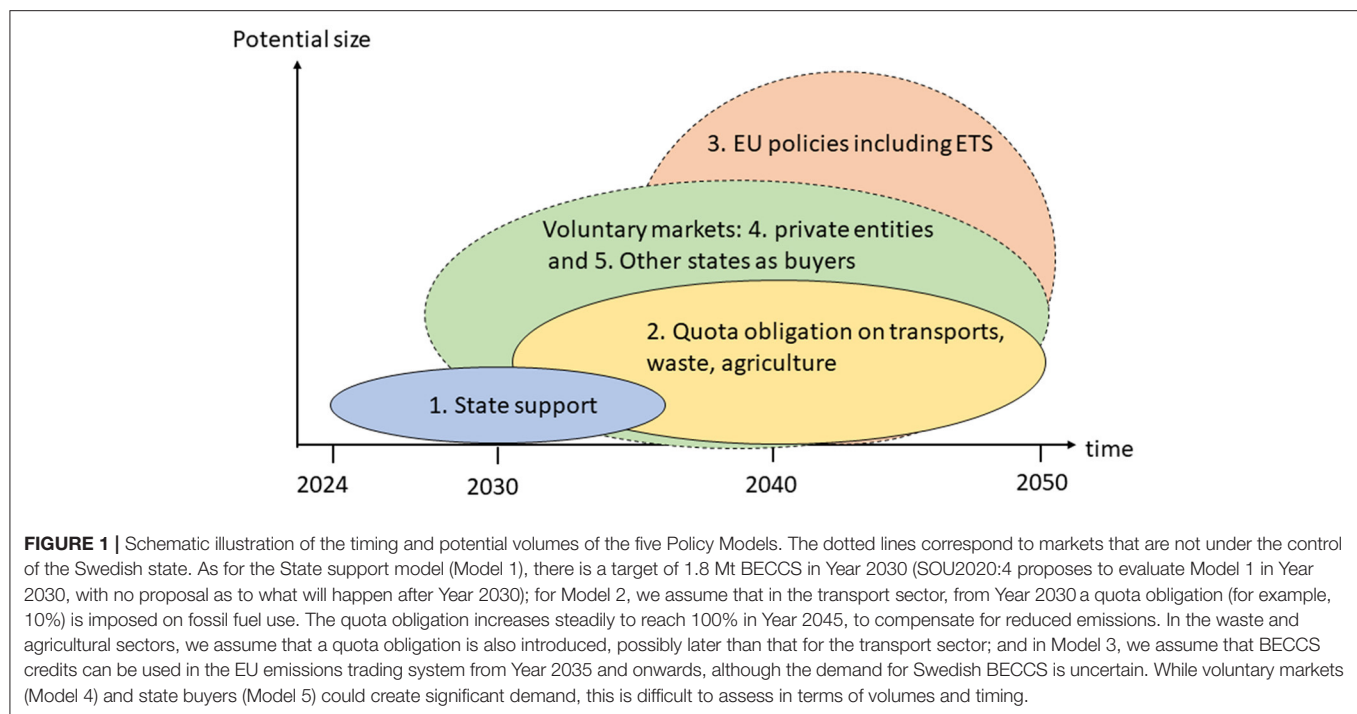 Potential size
3. EU policies including ETS
Voluntary markets: 4. private entities
and 5. Other states as buyers
2. Quota obligation on transports,
waste, agriculture
1. State support
time
2024
2030
2040
2050
FIGURE 1 | Schematic illustration of the timing and potential volumes of the five Policy Models. The dotted lines correspond to markets that are not under the control
of the Swedish state. As for the State support model (Model 1), there is a target of 1.8 Mt BECCS in Year 2030 (SOU2020:4 proposes to evaluate Model 1 in Year
2030, with no proposal as to what will happen after Year 2030); for Model 2, we assume that in the transport sector, from Year 2030 a quota obligation (for example,
10%) is imposed on fossil fuel use. The quota obligation increases steadily to reach 100% in Year 2045, to compensate for reduced emissions. In the waste and
agricultural sectors, we assume that a quota obligation is also introduced, possibly later than that for the transport sector; and in Model 3, we assume that BECCS
credits can be used in the EU emissions trading system from Year 2035 and onwards, although the demand for Swedish BECCS is uncertain. While voluntary markets
(Model 4) and state buyers (Model 5) could create significant demand, this is difficult to assess in terms of volumes and timing.